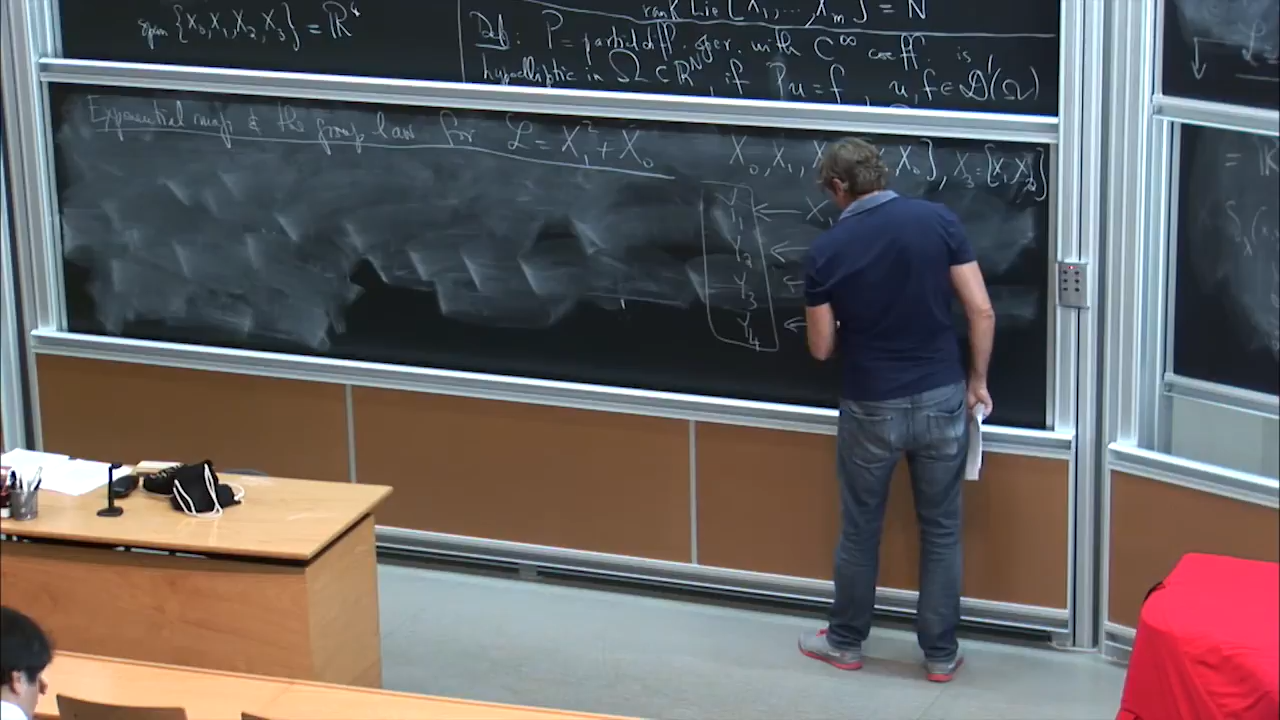 span {X₀, X₁, X₂, X₃} = ℝ⁴
rank Lie [X₁, ..., Xₘ] = N
Def: P = partial diff. oper. with C^∞ coeff. is
hypoelliptic in Ω ⊂ ℝᴺ, if Pu = f, u, f ∈ D'(Ω)
Exponential map & the group law for ℒ = X₁² + X₀
X₀, X₁, X X₀], X₃ = [X₁, X₂]
Y₁ ← X₁
Y₂ ←
Y₃ ←
Y₄ ←